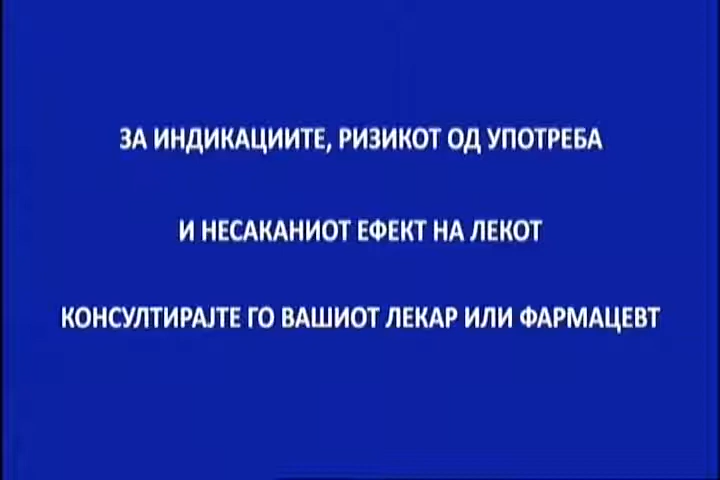 ЗА ИНДИКАЦИИТЕ, РИЗИКОТ ОД УПОТРЕБА
И НЕСАКАНИОТ ЕФЕКТ НА ЛЕКОТ
КОНСУЛТИРАЈТЕ ГО ВАШИОТ ЛЕКАР ИЛИ ФАРМАЦЕВТ